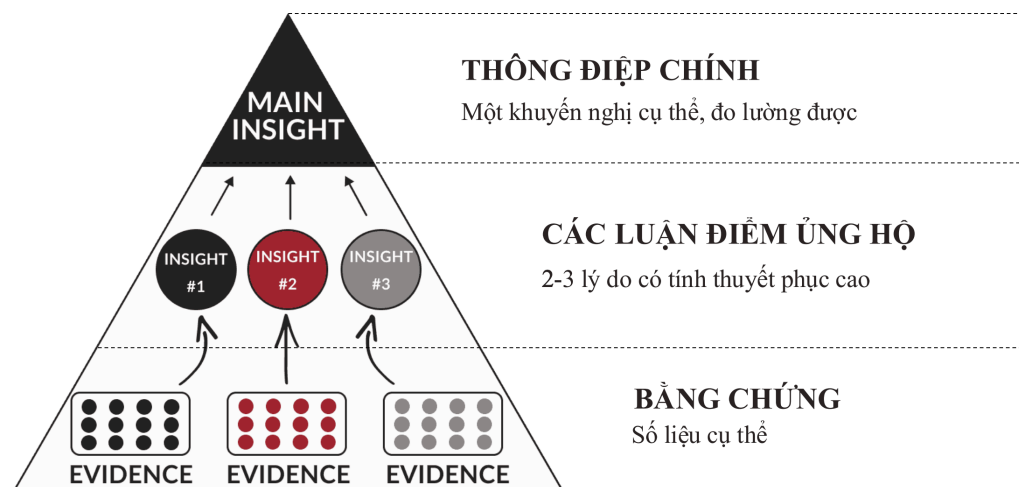 MAIN
INSIGHT
THÔNG ĐIỆP CHÍNH
Một khuyến nghị cụ thể, đo lường được
INSIGHT
#1
INSIGHT
#2
INSIGHT
#3
CÁC LUẬN ĐIỂM ỦNG HỘ
2-3 lý do có tính thuyết phục cao
EVIDENCE
EVIDENCE
EVIDENCE
BẰNG CHỨNG
Số liệu cụ thể